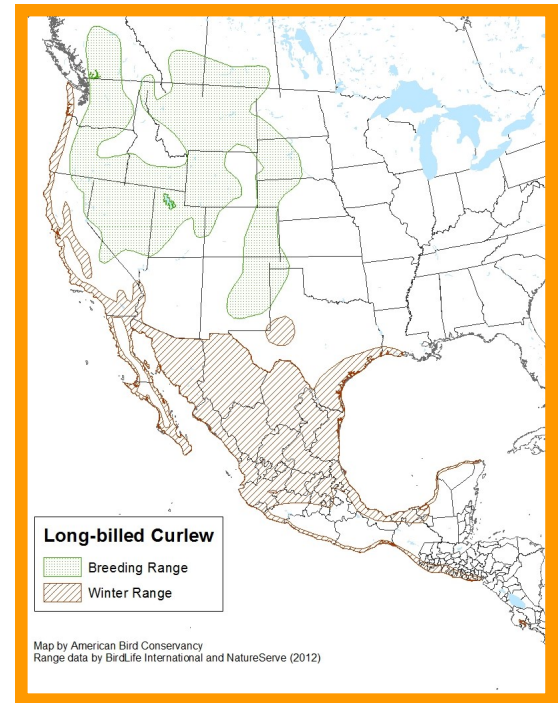 Long-billed Curlew
Breeding Range
Winter Range
Map by American Bird Conservancy
Range data by BirdLife International and NatureServe (2012)